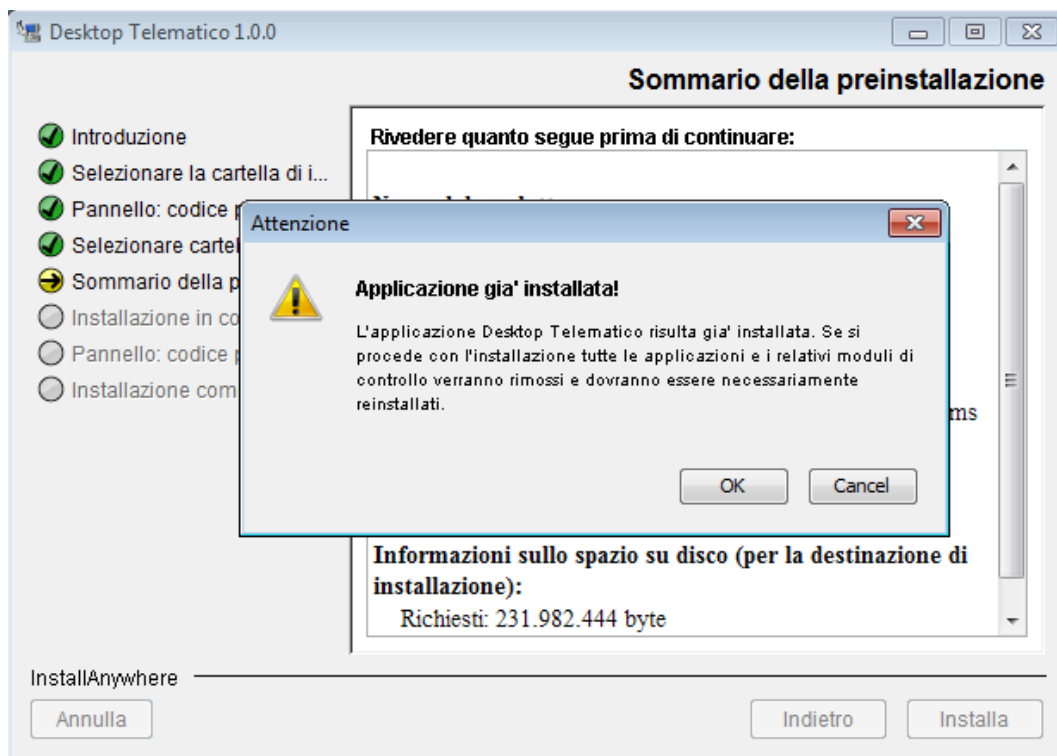 Desktop Telematico 1.0.0
Sommario della preinstallazione
Introduzione
Selezionare la cartella di i...
Pannello: codice
Selezionare
Sommario della
Installazione in
Pannello: codice
Installazione
Rivedere quanto segue prima di continuare:
Attenzione
Applicazione gia' installata!
L'applicazione Desktop Telematico risulta gia' installata. Se si
procede con l'installazione tutte le applicazioni e i relativi moduli di
controllo verranno rimossi e dovranno essere necessariamente
reinstallati.
OK
Cancel
ms
Informazioni sullo spazio su disco (per la destinazione di
installazione):
Richiesti: 231.982.444 byte
InstallAnywhere
Annulla
Indietro
Installa